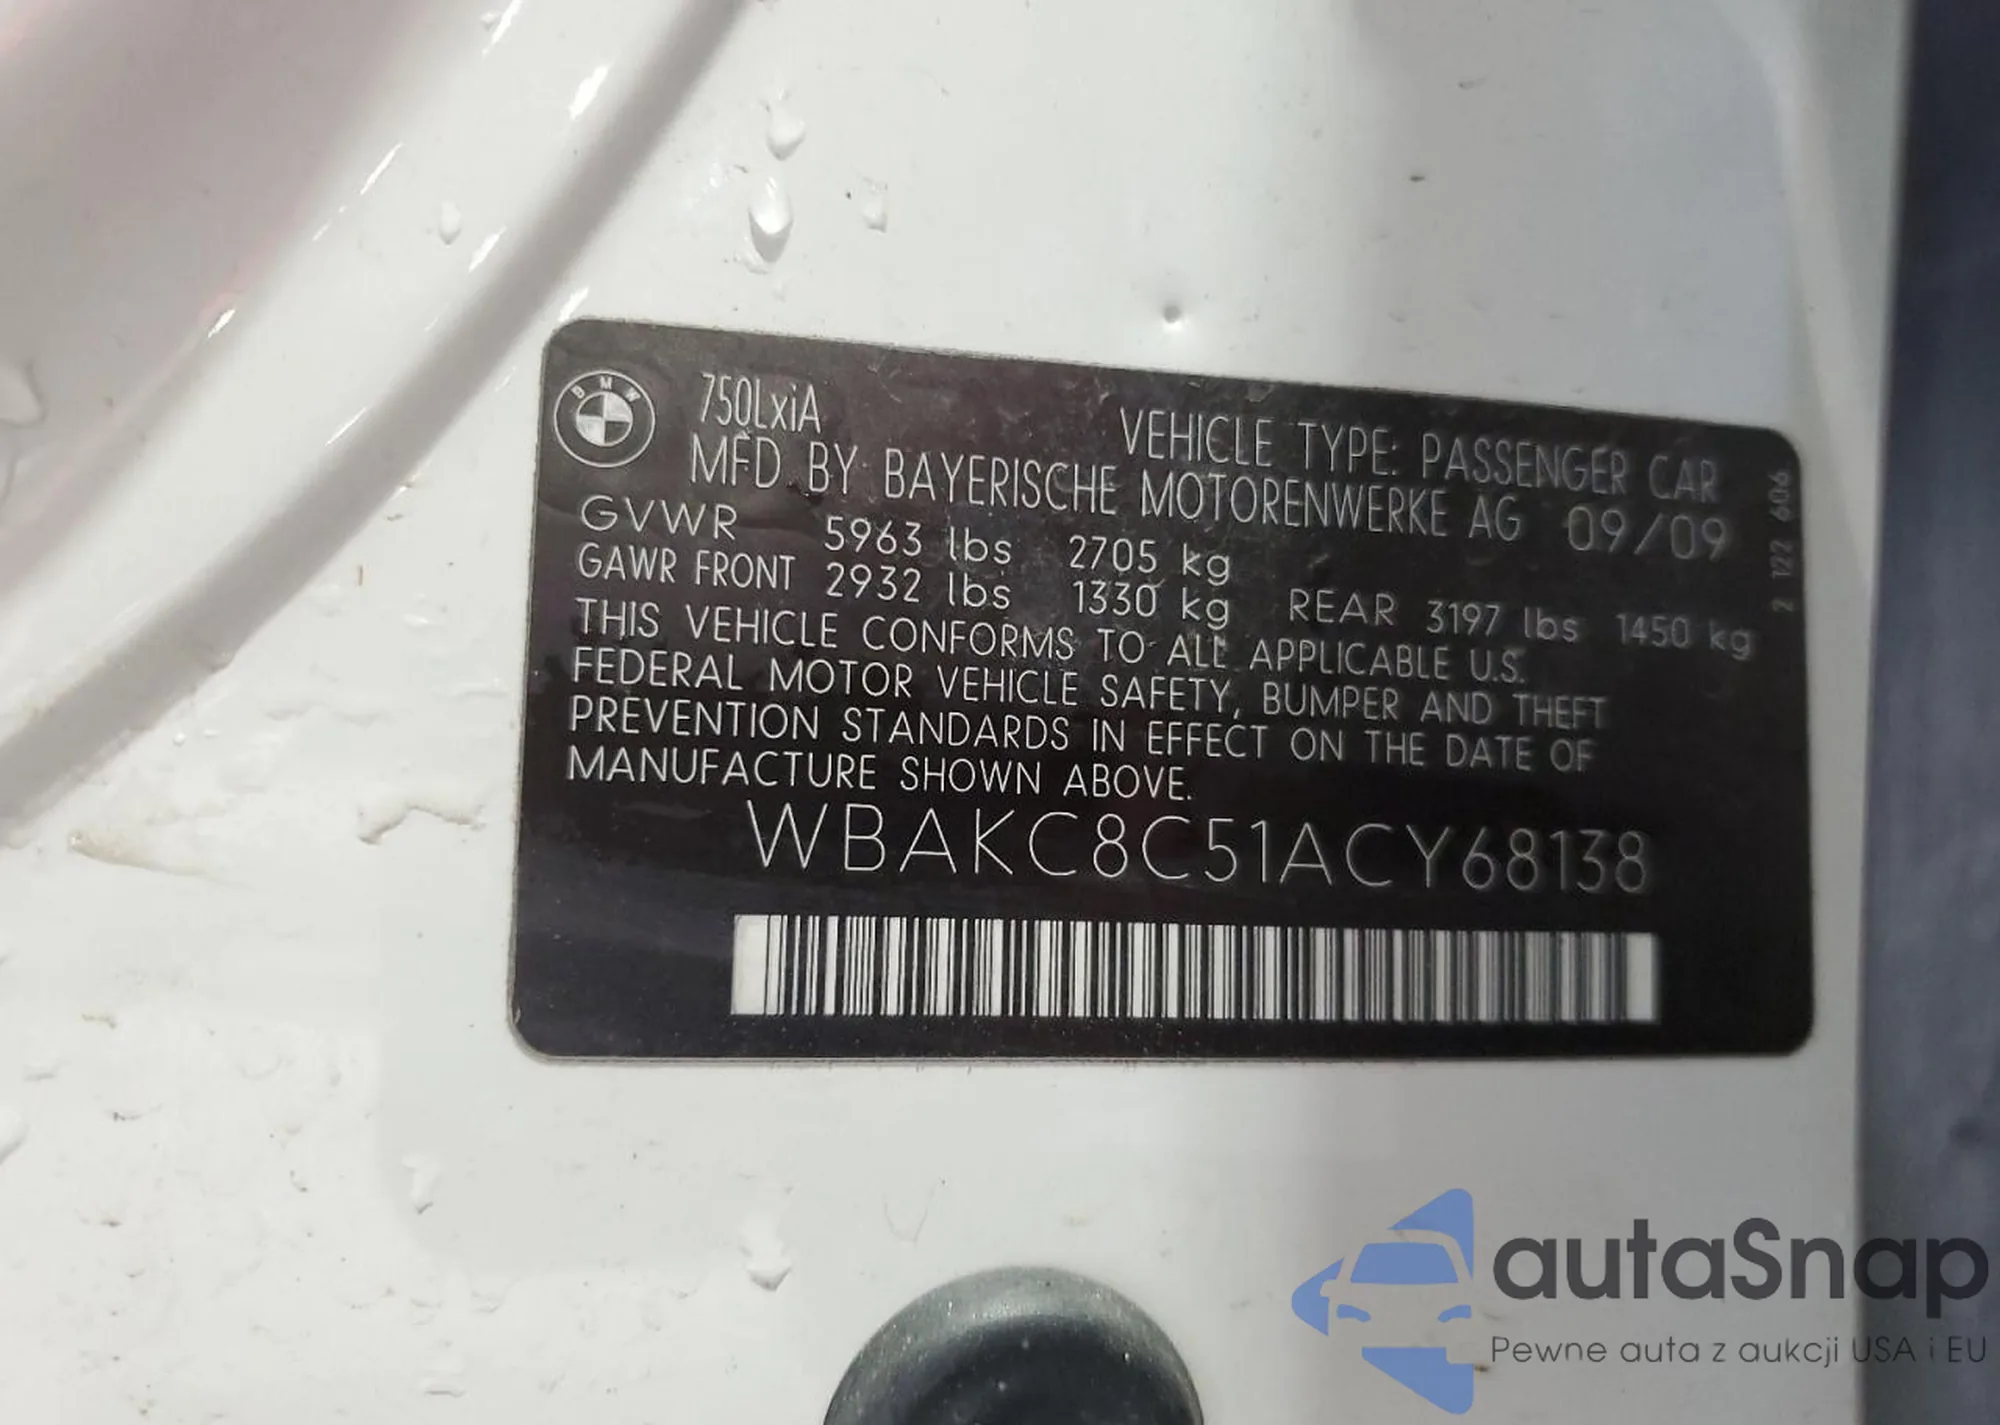 BMW
750LxiA
VEHICLE TYPE: PASSENGER CAR
MFD BY BAYERISCHE MOTORENWERKE AG 09/09
GVWR 5963 lbs 2705 kg
GAWR FRONT 2932 lbs 1330 kg REAR 3197 lbs 1450 kg
THIS VEHICLE CONFORMS TO ALL APPLICABLE U.S.
FEDERAL MOTOR VEHICLE SAFETY, BUMPER AND THEFT
PREVENTION STANDARDS IN EFFECT ON THE DATE OF
MANUFACTURE SHOWN ABOVE.
WBAKC8C51ACY68138
2 122 606
autaSnap
Pewne auta z aukcji USA i EU